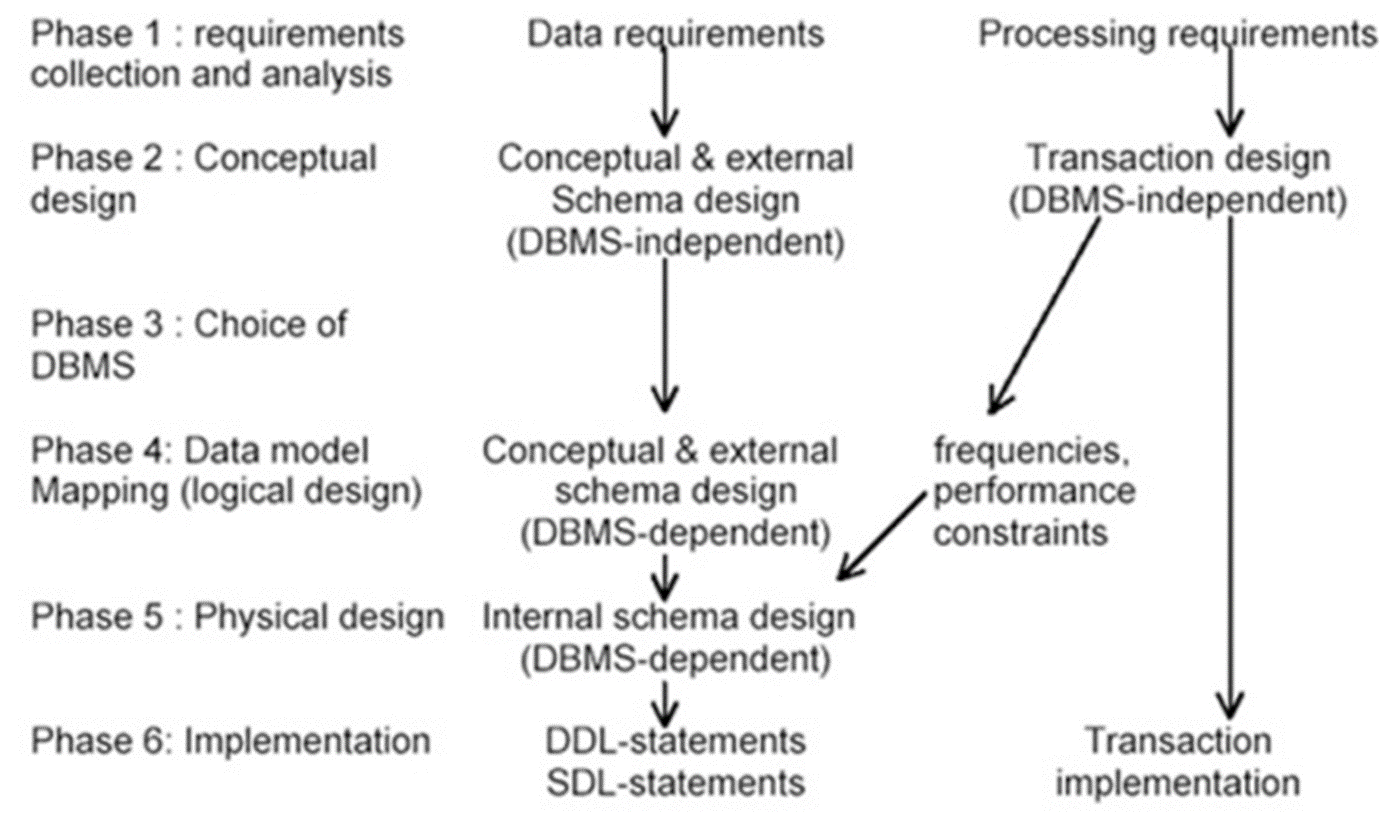 Phase 1 : requirements
collection and analysis
Data requirements
Processing requirements
Phase 2 : Conceptual
design
Conceptual & external
Schema design
(DBMS-independent)
Transaction design
(DBMS-independent)
Phase 3 : Choice of
DBMS
Phase 4: Data model
Mapping (logical design)
Conceptual & external
schema design
(DBMS-dependent)
frequencies,
performance
constraints
Phase 5 : Physical design
Internal schema design
(DBMS-dependent)
Phase 6: Implementation
DDL-statements
SDL-statements
Transaction
implementation